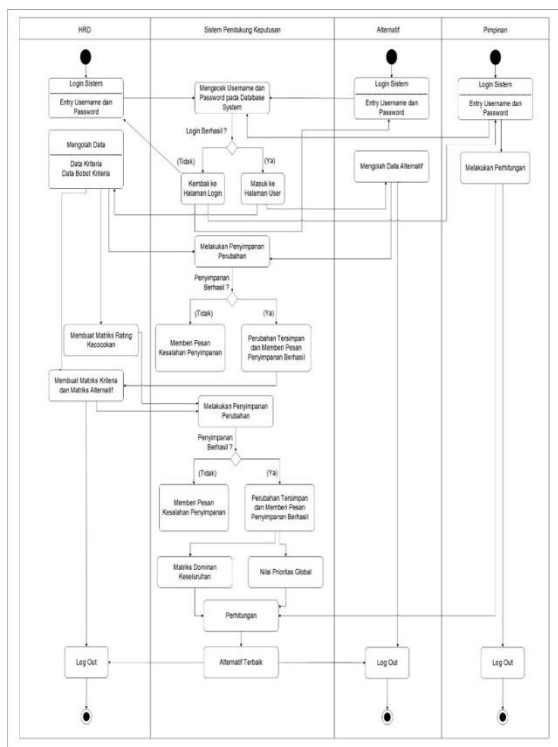 HRD
Sistem Pendukung Keputusan
Alternatif
Pimpinan
Login Sistem
Entry Username dan
Password
Mengecek Username dan
Password pada Database
System
Login Sistem
Entry Username dan
Password
Login Sistem
Entry Username dan
Password
Login Berhasil ?
(Tidak)
(Ya)
Mengolah Data
Data Kriteria
Data Bobot Kriteria
Kembali ke
Halaman Login
Masuk ke
Halaman User
Mengolah Data Alternatif
Melakukan Perhitungan
Melakukan Penyimpanan
Perubahan
Penyimpanan
Berhasil ?
(Tidak)
(Ya)
Membuat Matriks Rating
Kecocokan
Memberi Pesan
Kesalahan Penyimpanan
Perubahan Tersimpan
dan Memberi Pesan
Penyimpanan Berhasil
Membuat Matriks Kriteria
dan Matriks Alternatif
Melakukan Penyimpanan
Perubahan
Penyimpanan
Berhasil ?
(Tidak)
(Ya)
Memberi Pesan
Kesalahan Penyimpanan
Perubahan Tersimpan
dan Memberi Pesan
Penyimpanan Berhasil
Matriks Dominan
Keseluruhan
Nilai Prioritas Global
Perhitungan
Log Out
Alternatif Terbaik
Log Out
Log Out